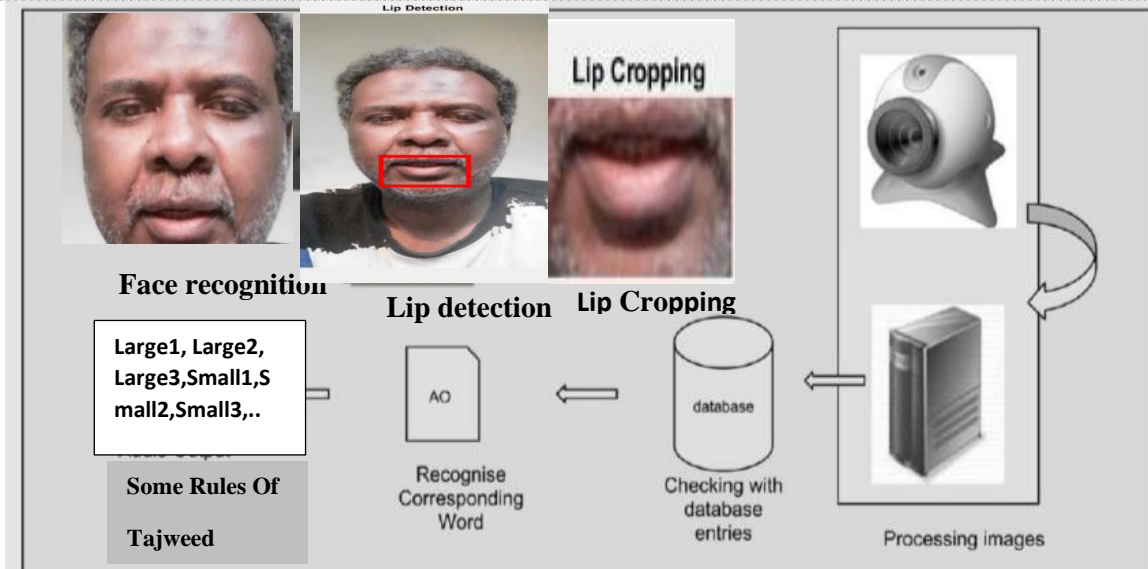 Lip Detection
Lip Cropping
Face recognition
Lip detection
Lip Cropping
Large1, Large2,
Large3,Small1,S
mall2,Small3,..
AO
database
Some Rules Of
Tajweed
Recognise
Corresponding
Word
Checking with
database
entries
Processing images